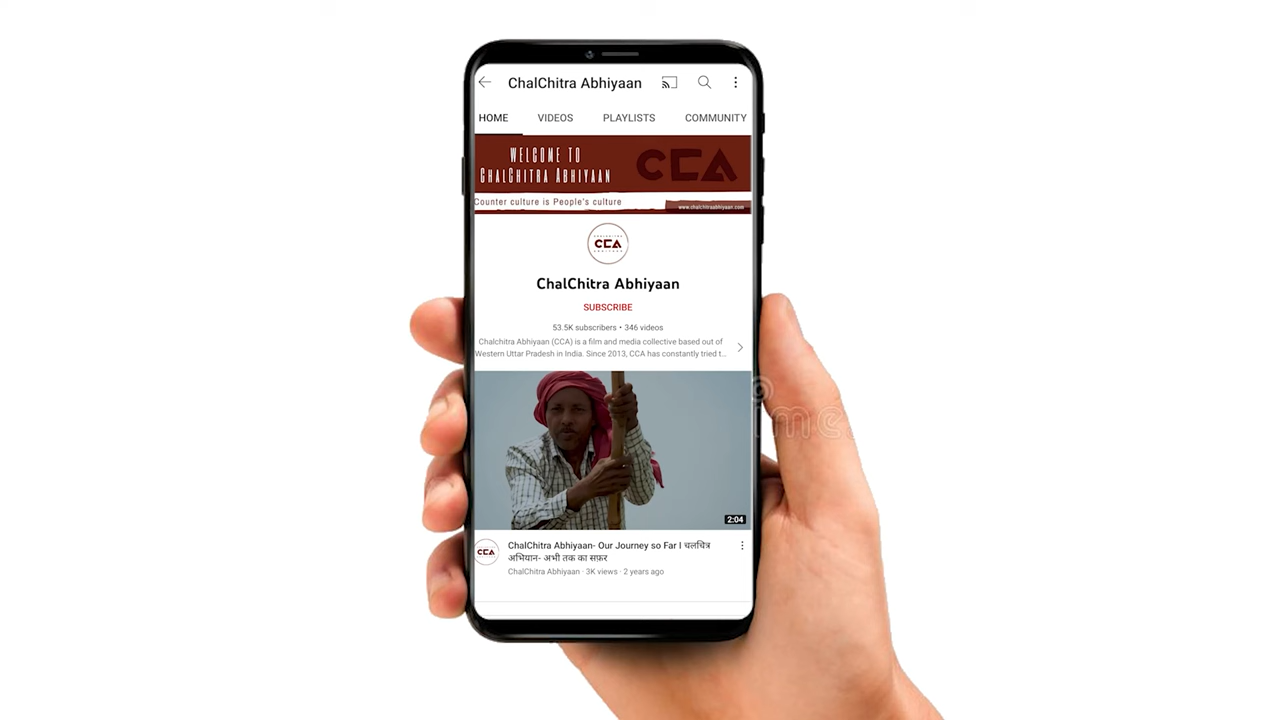 ChalChitra Abhiyaan
HOME VIDEOS PLAYLISTS COMMUNITY
WELCOME TO
CHALCHITRA ABHIYAAN
CCA
Counter culture is People's culture
www.chalchitraabhiyaan.com
CCA
ChalChitra Abhiyaan
SUBSCRIBE
53.5K subscribers • 346 videos
Chalchitra Abhiyaan (CCA) is a film and media collective based out of
Western Uttar Pradesh in India. Since 2013, CCA has constantly tried t...
2:04
CCA
ChalChitra Abhiyaan- Our Journey so Far I चलचित्र
अभियान- अभी तक का सफ़र
ChalChitra Abhiyaan · 3K views · 2 years ago